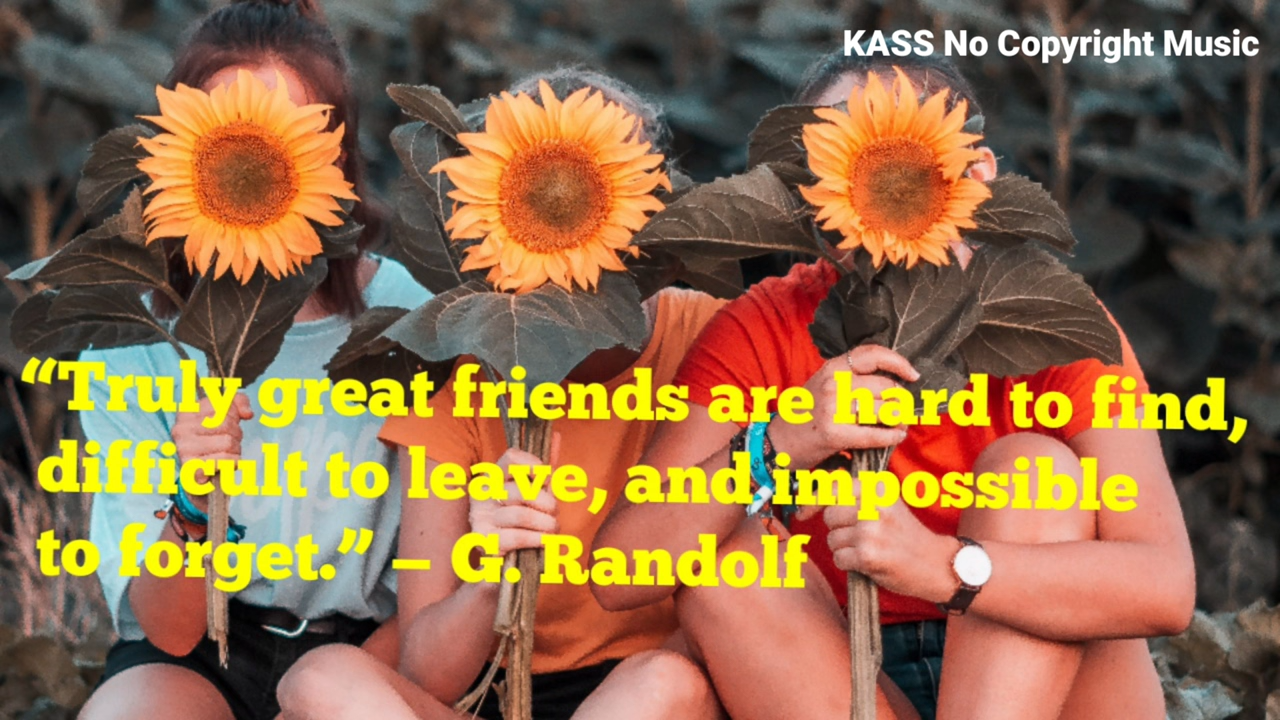 KASS No Copyright Music
“Truly great friends are hard to find,
difficult to leave, and impossible
to forget.” – G. Randolf